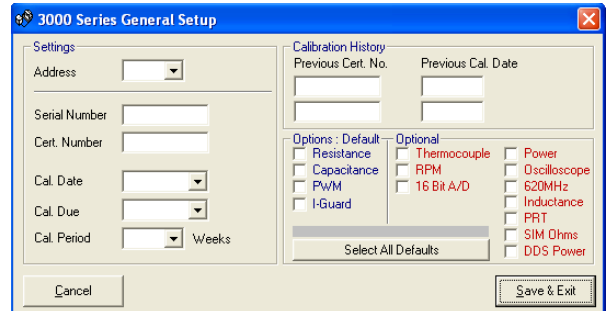 3000 Series General Setup
Settings
Address
Serial Number
Cert. Number
Cal. Date
Cal. Due
Cal. Period
Weeks
Calibration History
Previous Cert. No.
Previous Cal. Date
Options : Default
Resistance
Capacitance
PWM
I-Guard
Optional
Thermocouple
RPM
16 Bit A/D
Power
Oscilloscope
620MHz
Inductance
PRT
SIM Ohms
DDS Power
Select All Defaults
Cancel
Save & Exit